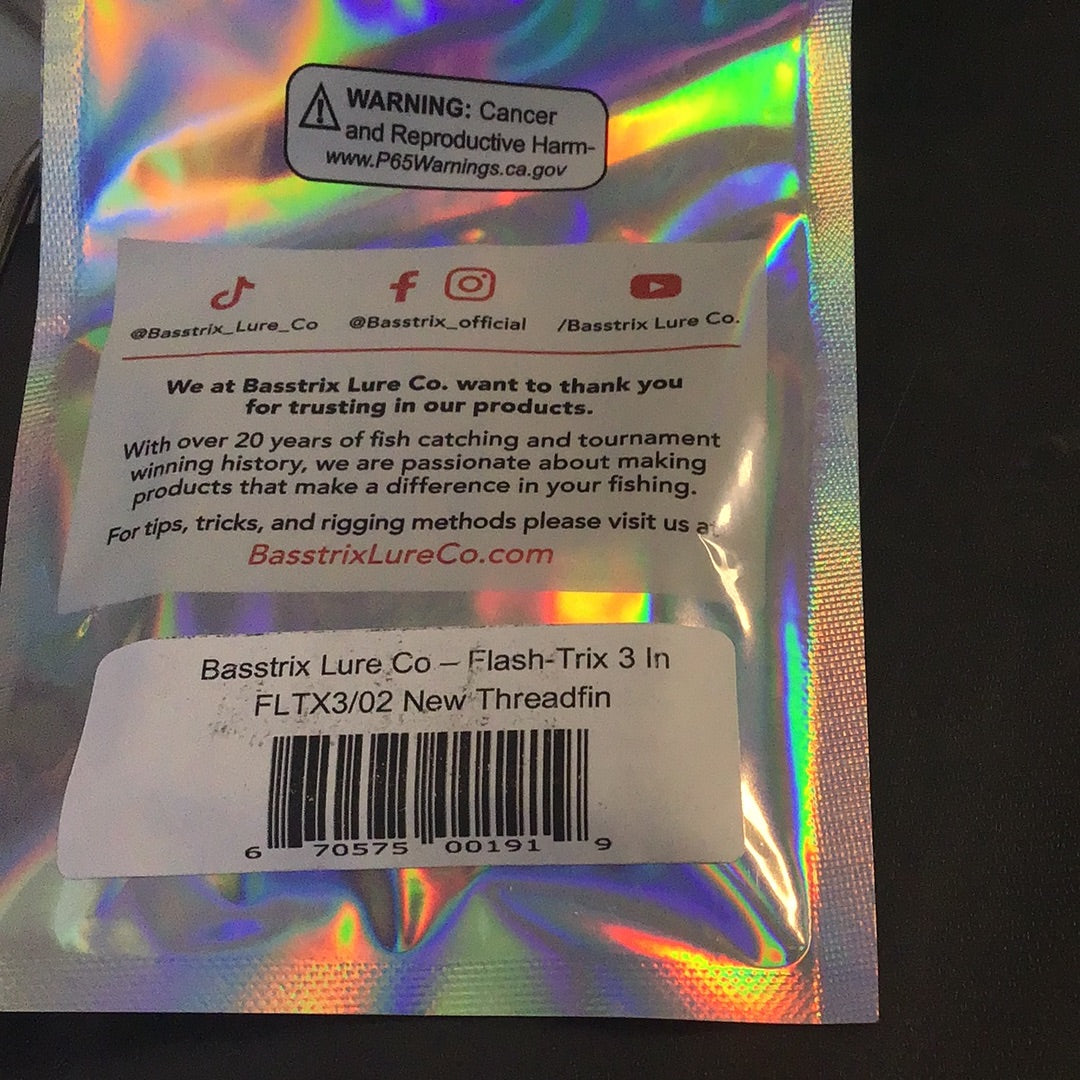 WARNING: Cancer
and Reproductive Harm-
www.P65Warnings.ca.gov
@Basstrix_Lure_Co @Basstrix_official /Basstrix Lure Co.
We at Basstrix Lure Co. want to thank you
for trusting in our products.
With over 20 years of fish catching and tournament
winning history, we are passionate about making
products that make a difference in your fishing.
For tips, tricks, and rigging methods please visit us at
BasstrixLureCo.com
Basstrix Lure Co – Flash-Trix 3 In
FLTX3/02 New Threadfin
6 70575 00191 9